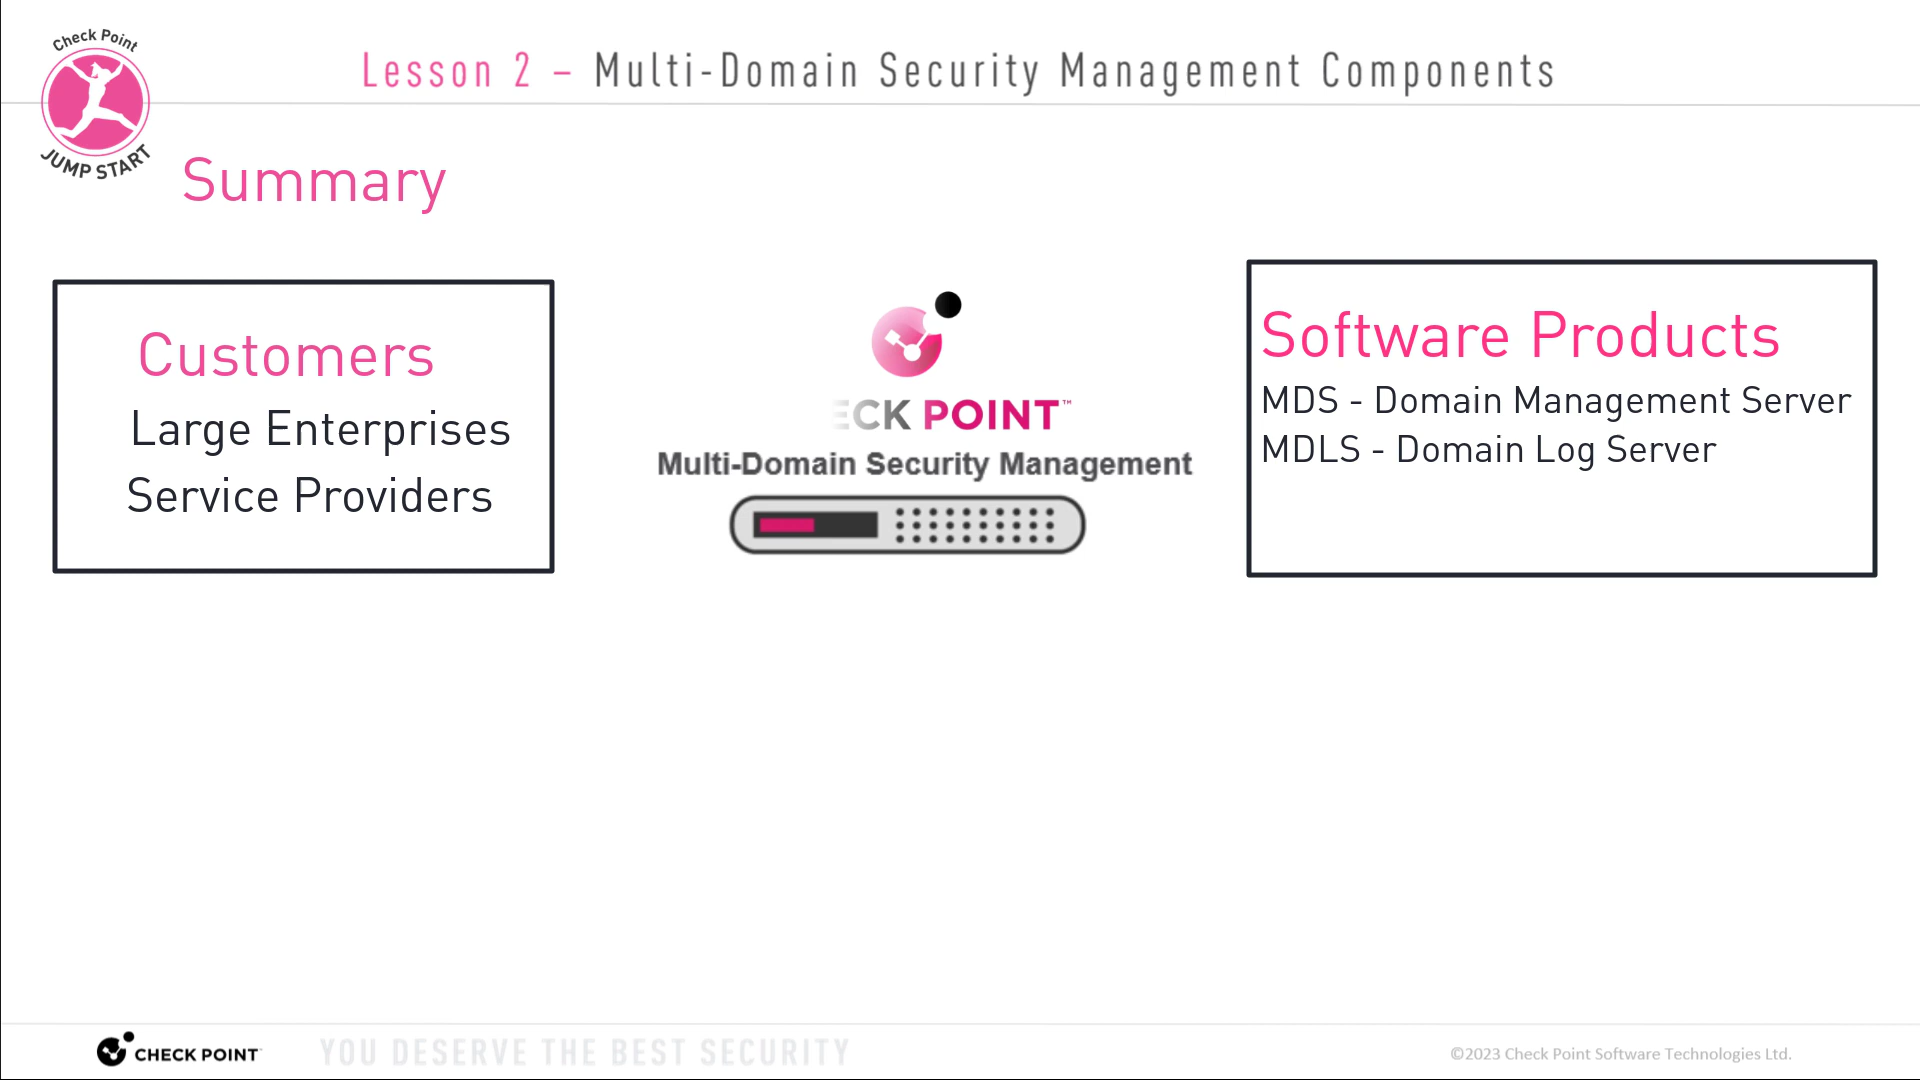 Check Point
JUMP START
Lesson 2 – Multi-Domain Security Management Components
Summary
Customers
Large Enterprises
Service Providers
ECK POINT™
Multi-Domain Security Management
Software Products
MDS - Domain Management Server
MDLS - Domain Log Server
CHECK POINT
YOU DESERVE THE BEST SECURITY
©2023 Check Point Software Technologies Ltd.